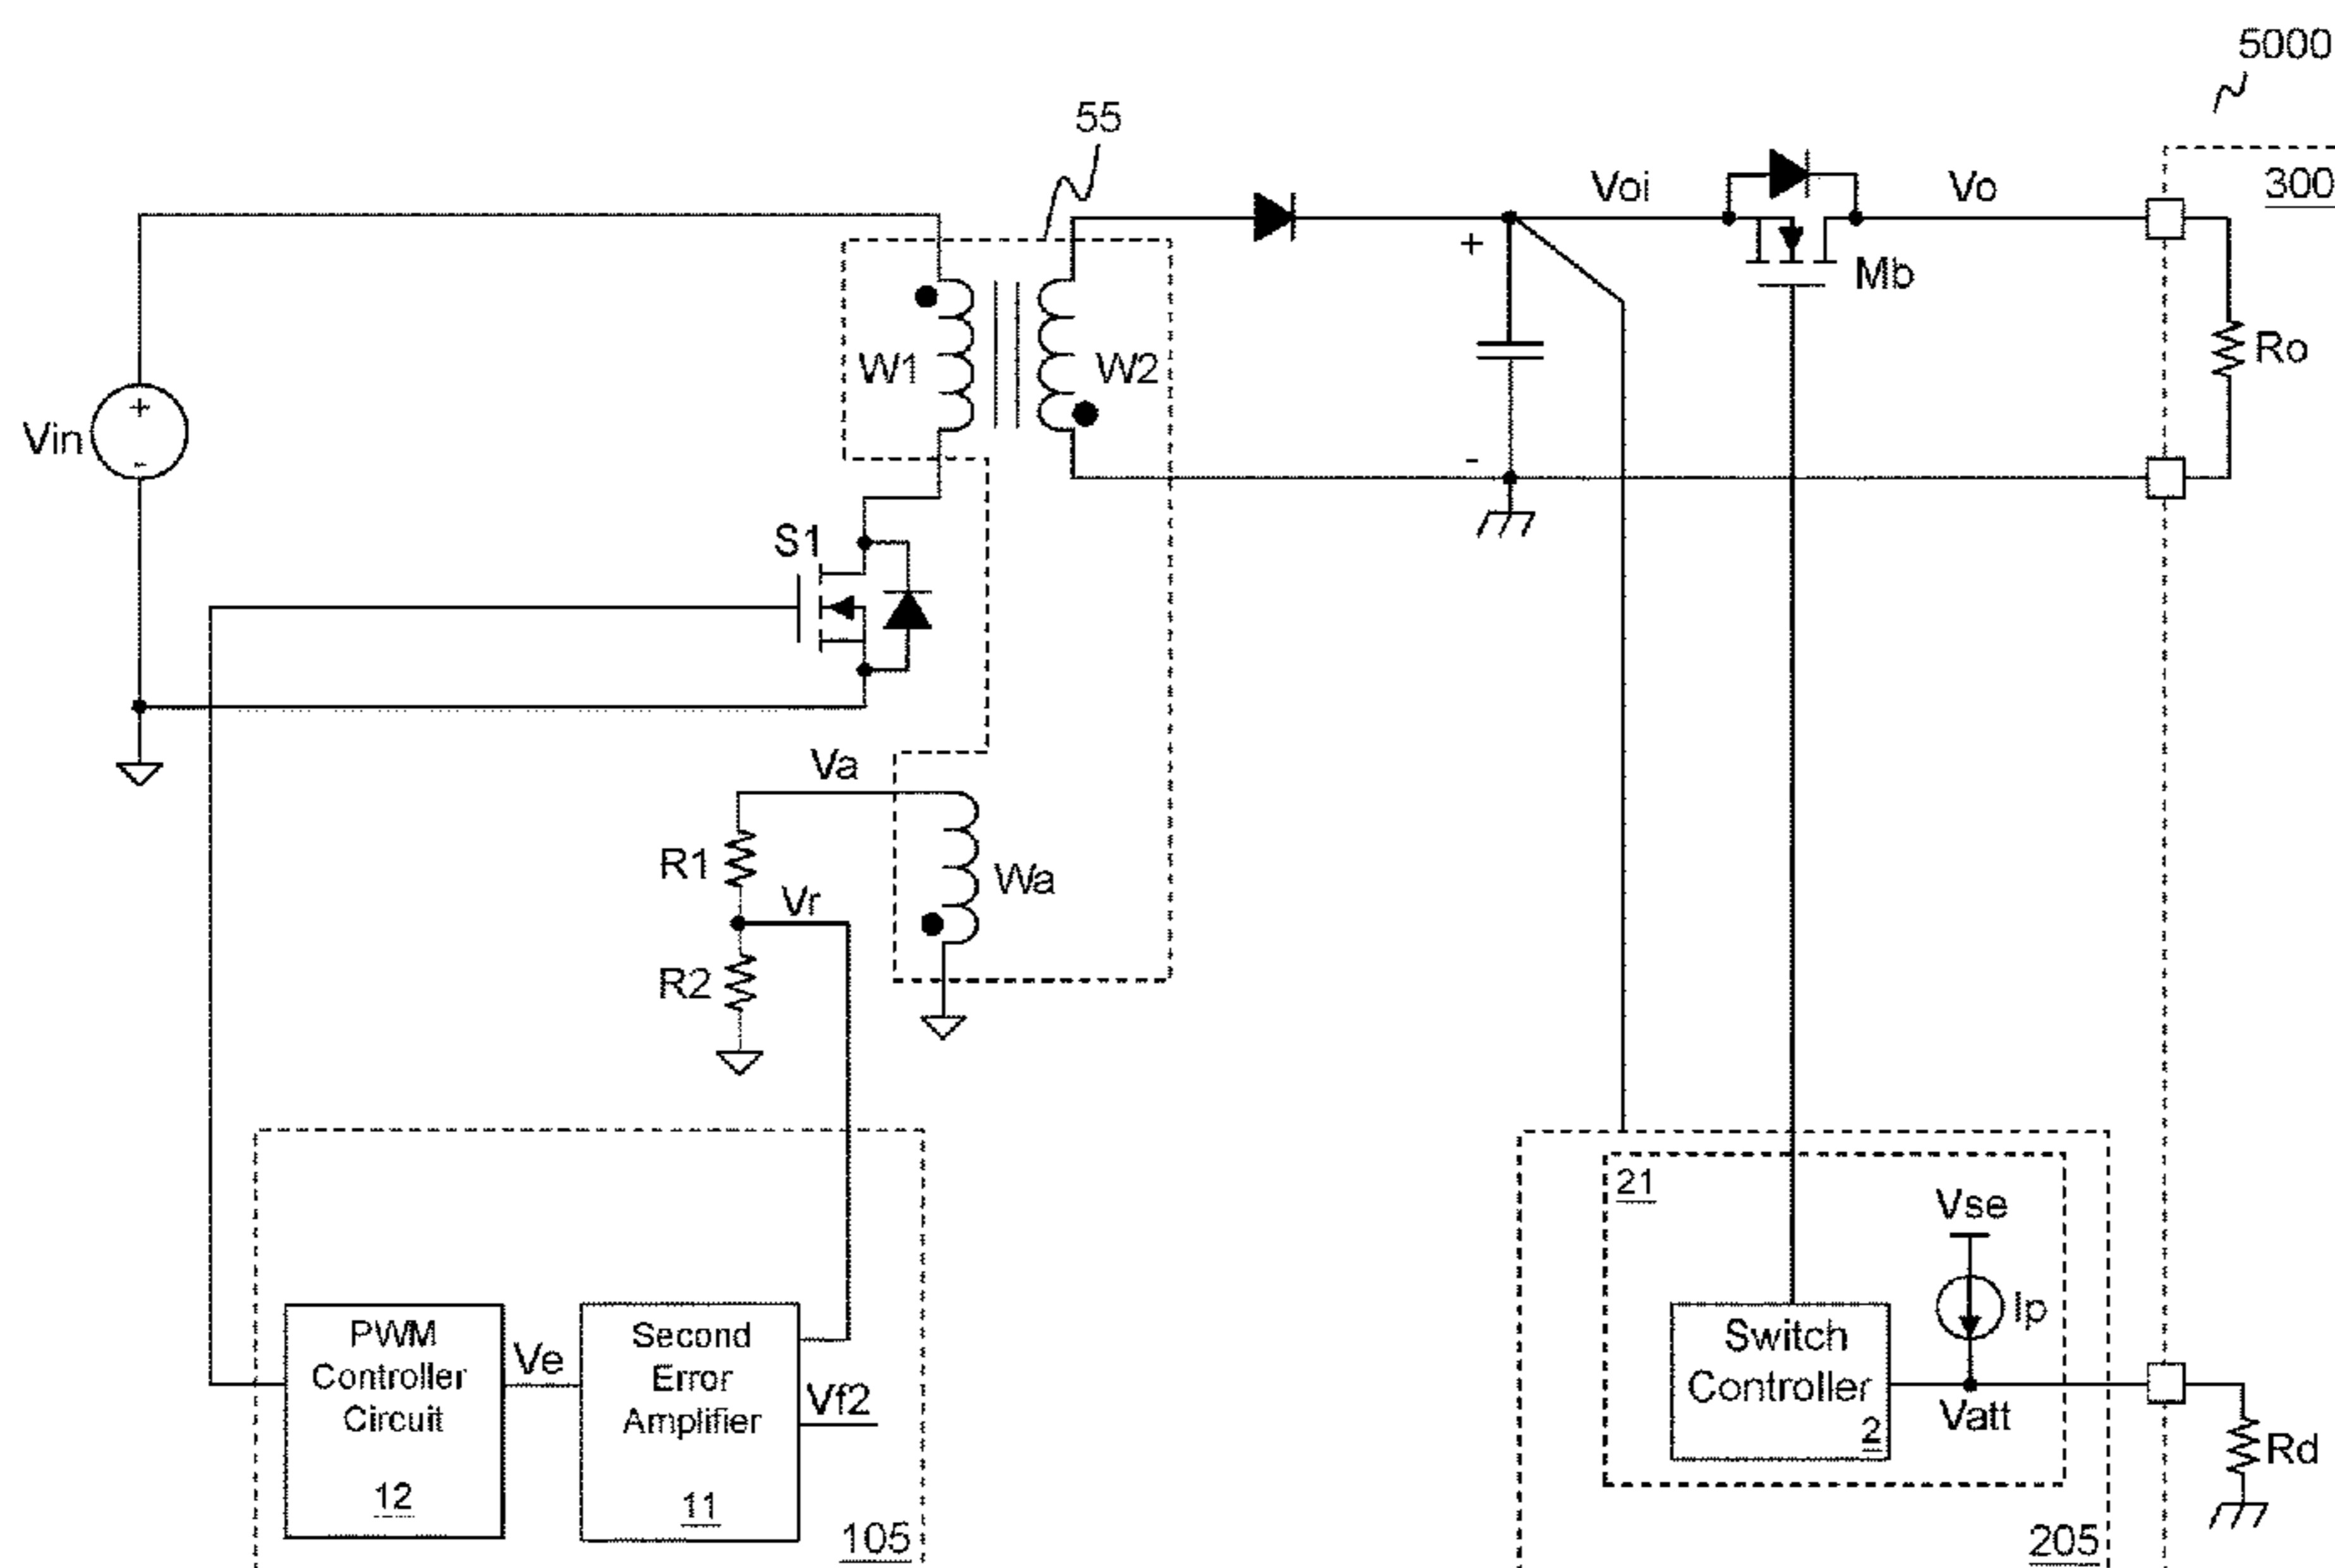 5000
55
300
Voi
Vo
+
Mb
W1
W2
Ro
Vin
+
-
-
S1
Va
R1
Wa
Vr
R2
21
Vse
Ip
PWM
Controller
Circuit
12
Ve
Second
Error
Amplifier
11
Vf2
105
Switch
Controller
2
Vatt
Rd
205